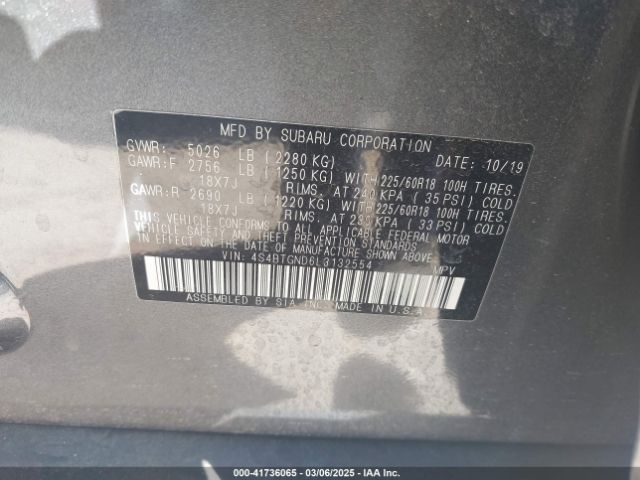 MFD BY SUBARU CORPORATION
GVWR: 5026 LB (2280 KG) DATE: 10/19
GAWR:F 2756 LB (1250 KG) WITH 225/60R18 100H TIRES.
18X7J RIMS. AT 240 KPA (35 PSI) COLD
GAWR:R 2690 LB (1220 KG) WITH 225/60R18 100H TIRES.
18X7J RIMS. AT KPA (33 PSI) COLD
THIS VEHICLE CONFORMS TO ALL APPLICABLE FEDERAL MOTOR
VEHICLE SAFETY STANDARDS
IN EFFECT ON THE DATE OF MANUFACTURE SHOWN ABOVE.
VIN: 4S4BTGND6L3132554 MPV
ASSEMBLED BY SIA INC. MADE IN U.S.A.
000-41736065 | 03/06/2025 | IAA Inc.